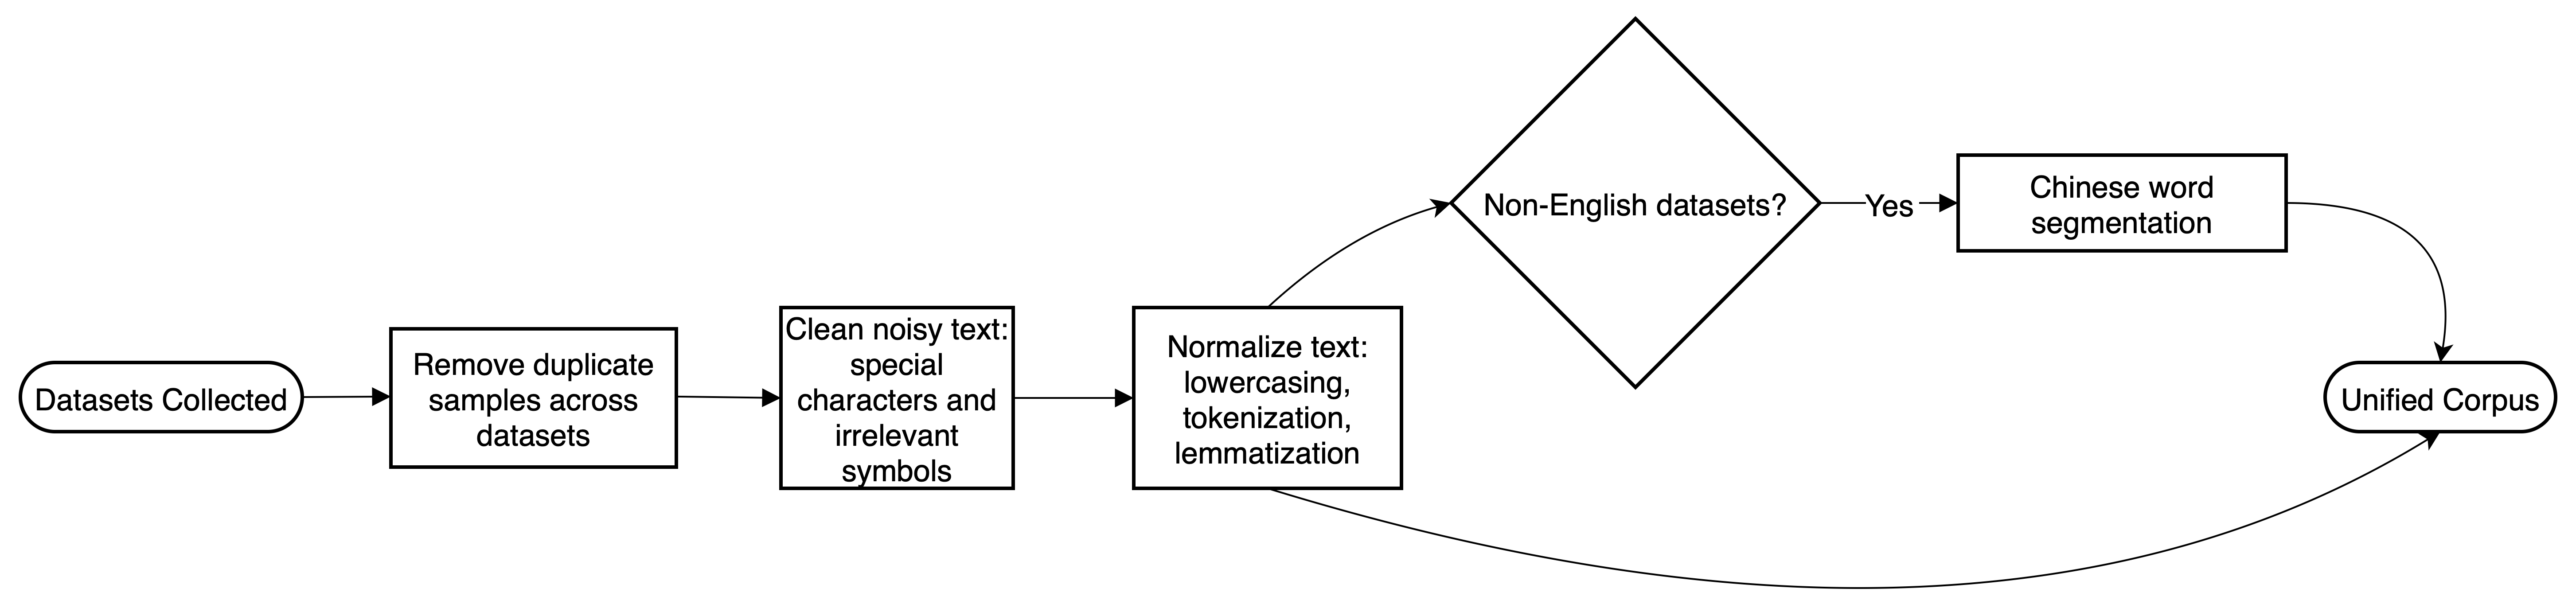 Datasets Collected
Remove duplicate
samples across
datasets
Clean noisy text:
special
characters and
irrelevant
symbols
Normalize text:
lowercasing,
tokenization,
lemmatization
Non-English datasets?
Yes
Chinese word
segmentation
Unified Corpus